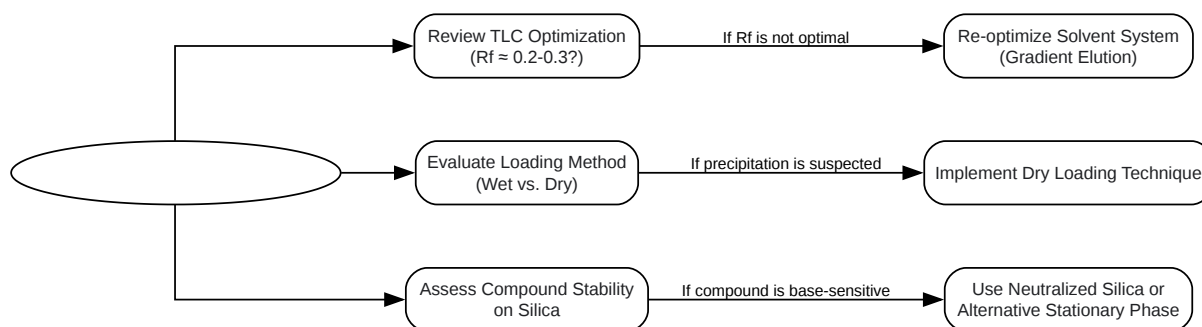 Review TLC Optimization
(Rf ≈ 0.2-0.3?)
If Rf is not optimal
Re-optimize Solvent System
(Gradient Elution)
Evaluate Loading Method
(Wet vs. Dry)
If precipitation is suspected
Implement Dry Loading Technique
Assess Compound Stability
on Silica
If compound is base-sensitive
Use Neutralized Silica or
Alternative Stationary Phase